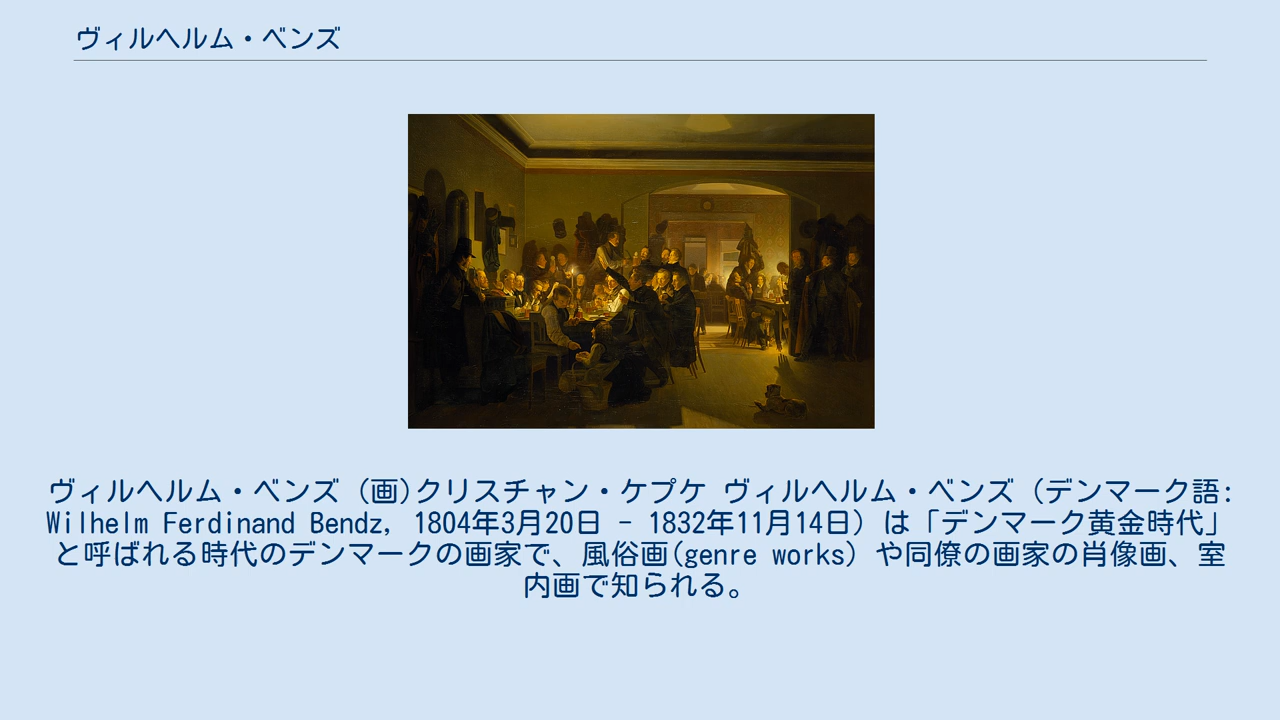 ヴィルヘルム・ベンズ
ヴィルヘルム・ベンズ (画)クリスチャン・ケプケ ヴィルヘルム・ベンズ（デンマーク語:
Wilhelm Ferdinand Bendz, 1804年3月20日 – 1832年11月14日）は「デンマーク黄金時代」
と呼ばれる時代のデンマークの画家で、風俗画(genre works) や同僚の画家の肖像画、室
内画で知られる。